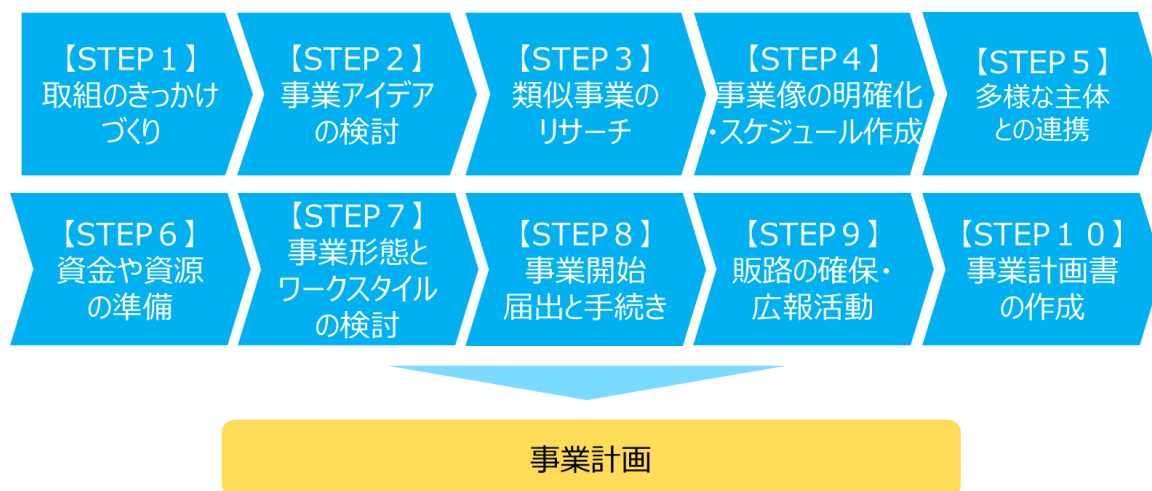 【STEP１】
取組のきっかけ
づくり
【STEP２】
事業アイデア
の検討
【STEP３】
類似事業の
リサーチ
【STEP４】
事業像の明確化
・スケジュール作成
【STEP５】
多様な主体
との連携
【STEP６】
資金や資源
の準備
【STEP７】
事業形態と
ワークスタイル
の検討
【STEP８】
事業開始
届出と手続き
【STEP９】
販路の確保・
広報活動
【STEP１０】
事業計画書
の作成
事業計画